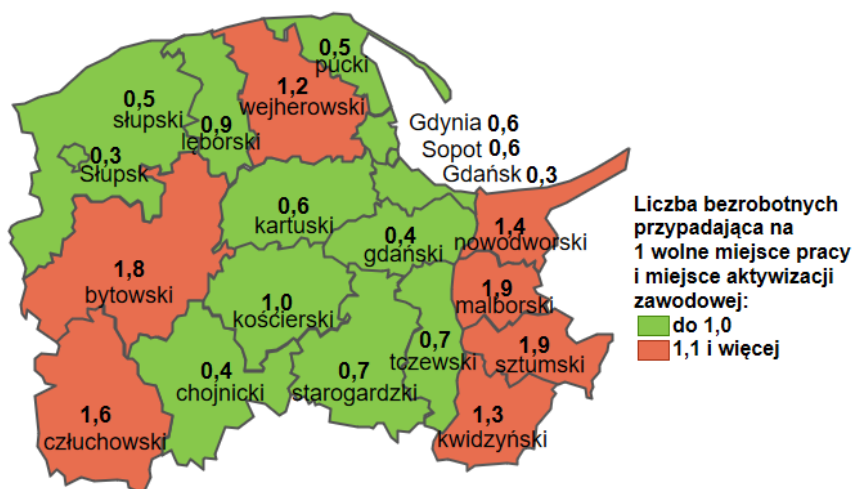 0,5
pucki
1,2
wejherowski
0,5
słupski
0,9
lęborski
Gdynia 0,6
Sopot 0,6
Gdańsk 0,3
0,3
Słupsk
0,6
kartuski
0,4
gdański
1,4
nowodworski
1,8
bytowski
1,0
kościerski
1,9
malborski
0,7
tczewski
1,9
sztumski
0,4
chojnicki
0,7
starogardzki
1,6
człuchowski
1,3
kwidzyński
Liczba bezrobotnych
przypadająca na
1 wolne miejsce pracy
i miejsce aktywizacji
zawodowej:
do 1,0
1,1 i więcej